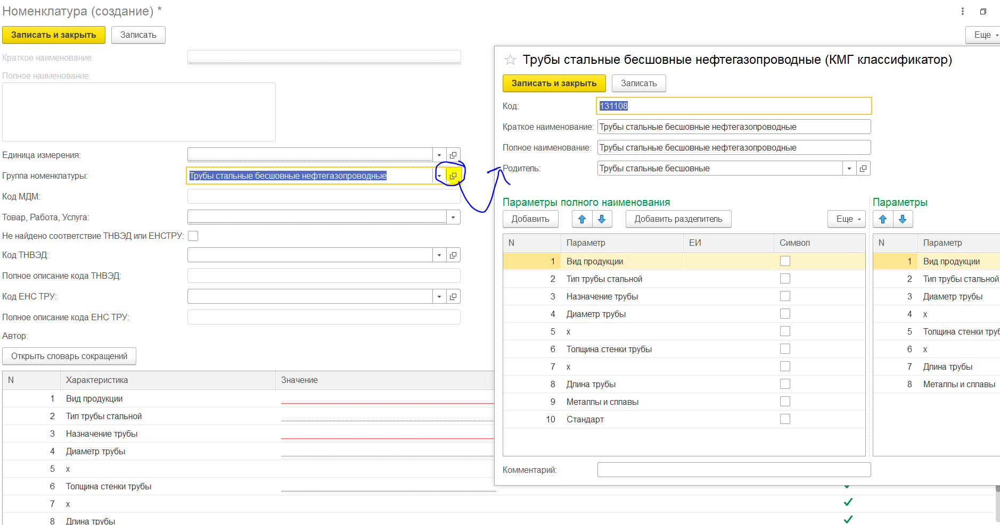 Номенклатура (создание) *
Записать и закрыть
Записать
Еще
Краткое наименование:
Полное наименование:
Единица измерения:
Группа номенклатуры:
Трубы стальные бесшовные нефтегазопроводные
Код МДМ:
Товар, Работа, Услуга:
Не найдено соответствие ТНВЭД или ЕНСТРУ:
Код ТНВЭД:
Полное описание кода ТНВЭД:
Код ЕНС ТРУ:
Полное описание кода ЕНС ТРУ:
Автор:
Открыть словарь сокращений
N Характеристика Значение
1 Вид продукции
2 Тип трубы стальной
3 Назначение трубы
4 Диаметр трубы
5 х
6 Толщина стенки трубы
7 х
8 Длина трубы
Трубы стальные бесшовные нефтегазопроводные (КМГ классификатор)
Записать и закрыть
Записать
Код: 131108
Краткое наименование: Трубы стальные бесшовные нефтегазопроводные
Полное наименование: Трубы стальные бесшовные нефтегазопроводные
Родитель: Трубы стальные бесшовные
Параметры полного наименования
Добавить
Добавить разделитель
Еще
N Параметр ЕИ Символ
1 Вид продукции
2 Тип трубы стальной
3 Назначение трубы
4 Диаметр трубы
5 х
6 Толщина стенки трубы
7 х
8 Длина трубы
9 Металлы и сплавы
10 Стандарт
Параметры
N Параметр
1 Вид продукции
2 Тип трубы стальной
3 Диаметр трубы
4 х
5 Толщина стенки труб
6 х
7 Длина трубы
8 Металлы и сплавы
Комментарий: